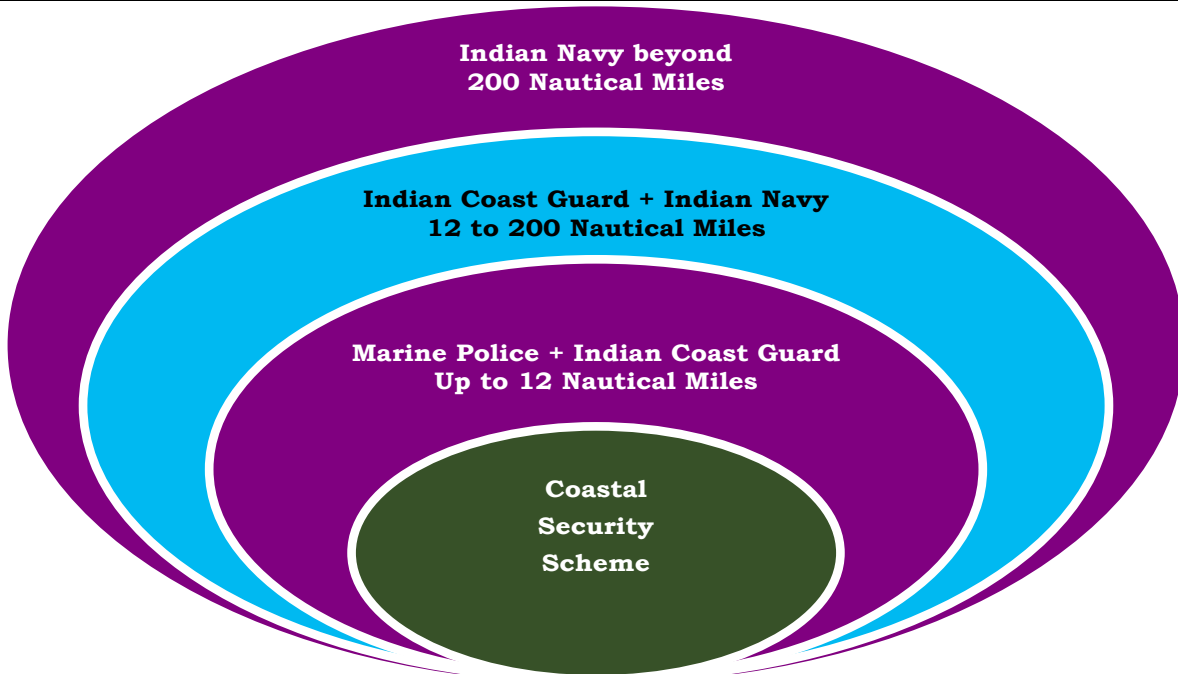 Indian Navy beyond
200 Nautical Miles
Indian Coast Guard + Indian Navy
12 to 200 Nautical Miles
Marine Police + Indian Coast Guard
Up to 12 Nautical Miles
Coastal
Security
Scheme